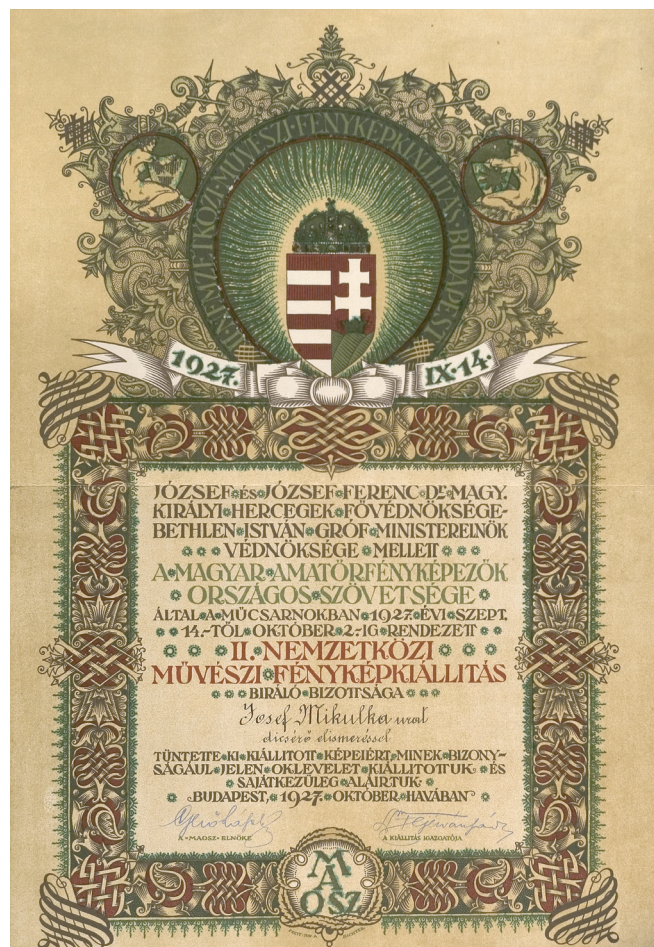 II. NEMZETKÖZI MŰVÉSZI FÉNYKÉPKIÁLLITÁS BUDAPEST
1927. IX. 14.
JÓZSEF ÉS JÓZSEF FERENC DR MAGY.
KIRÁLYI HERCEGEK FŐVÉDNÖKSÉGE-
BETHLEN ISTVÁN GRÓF MINISTERELNÖK
VÉDNÖKSÉGE MELLETT
A MAGYAR AMATŐRFÉNYKÉPEZŐK
ORSZÁGOS SZÖVETSÉGE
ÁLTAL A MŰCSARNOKBAN 1927. ÉVI SZEPT.
14.-TŐL OKTÓBER 2-IG RENDEZETT
II. NEMZETKÖZI
MŰVÉSZI FÉNYKÉPKIÁLLITÁS
BIRÁLÓ BIZOTTSÁGA
Josef Mikulka urat
dicsérő elismeréssel
TÜNTETTE KI KIÁLLITOTT KÉPEIÉRT, MINEK BIZONY-
SÁGÁUL JELEN OKLEVELET KIÁLLITOTTUK ÉS
SAJÁTKEZÜLEG ALÁIRTUK.
BUDAPEST, 1927. OKTÓBER HAVÁBAN
A MADSZ ELNÖKE
A KIÁLLITÁS IGAZGATÓJA
MAOSZ